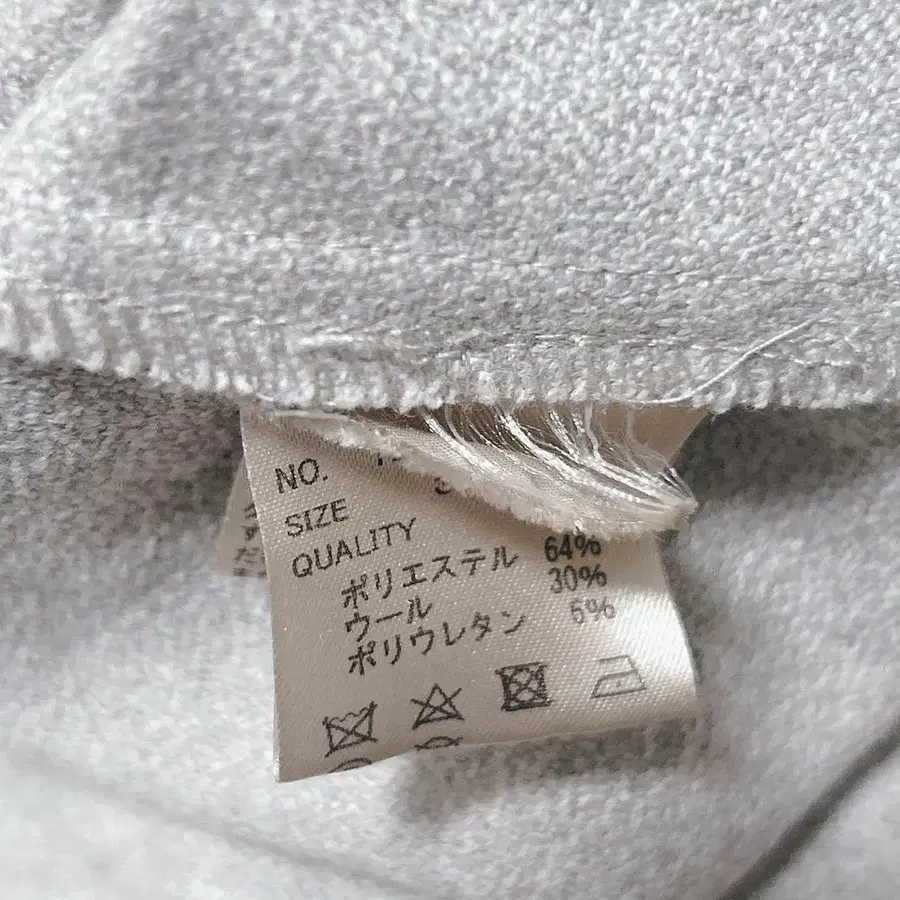 NO.
SIZE
QUALITY
ポリエステル 64%
ウール 30%
ポリウレタン 6%